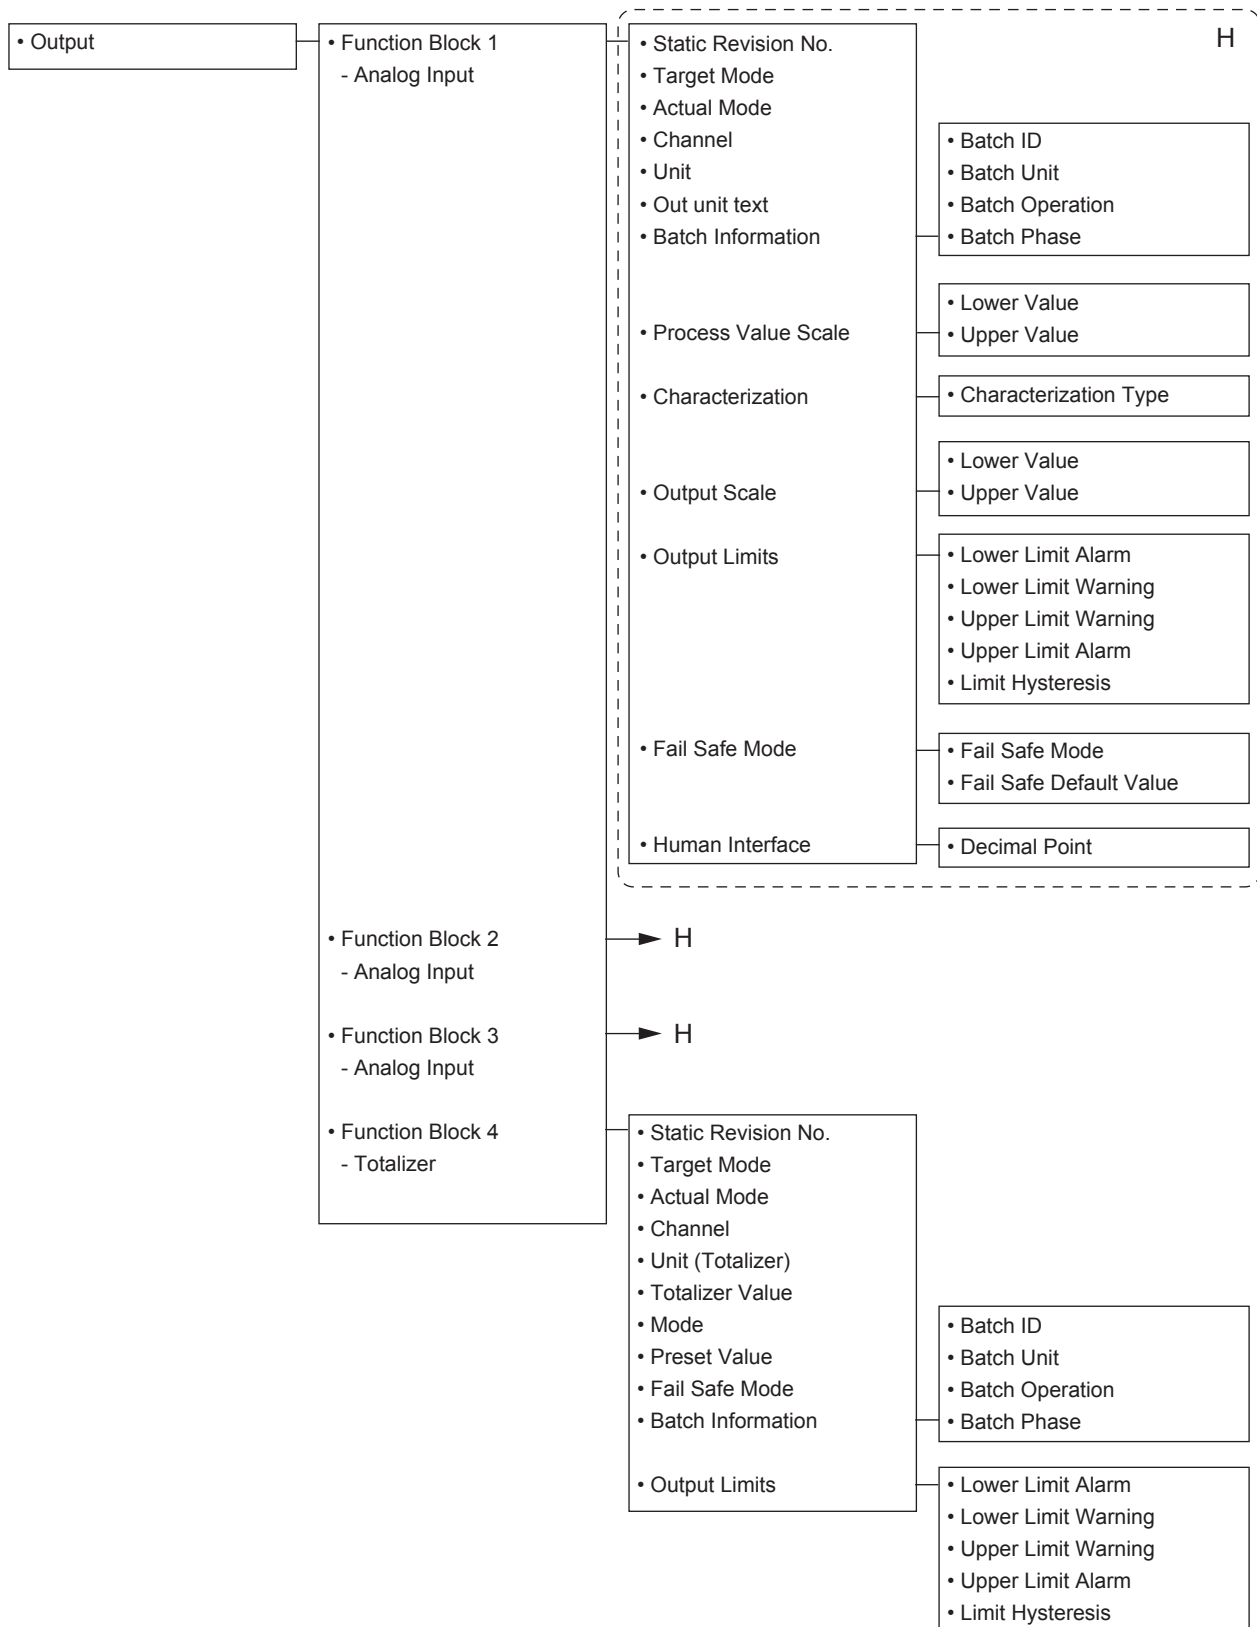 • Output
• Function Block 1
- Analog Input
• Static Revision No.
• Target Mode
• Actual Mode
• Channel
• Unit
• Out unit text
• Batch Information
• Batch ID
• Batch Unit
• Batch Operation
• Batch Phase
• Process Value Scale
• Lower Value
• Upper Value
• Characterization
• Characterization Type
• Output Scale
• Lower Value
• Upper Value
• Output Limits
• Lower Limit Alarm
• Lower Limit Warning
• Upper Limit Warning
• Upper Limit Alarm
• Limit Hysteresis
• Fail Safe Mode
• Fail Safe Mode
• Fail Safe Default Value
• Human Interface
• Decimal Point
H
• Function Block 2
- Analog Input
H
• Function Block 3
- Analog Input
H
• Function Block 4
- Totalizer
• Static Revision No.
• Target Mode
• Actual Mode
• Channel
• Unit (Totalizer)
• Totalizer Value
• Mode
• Preset Value
• Fail Safe Mode
• Batch Information
• Batch ID
• Batch Unit
• Batch Operation
• Batch Phase
• Output Limits
• Lower Limit Alarm
• Lower Limit Warning
• Upper Limit Warning
• Upper Limit Alarm
• Limit Hysteresis